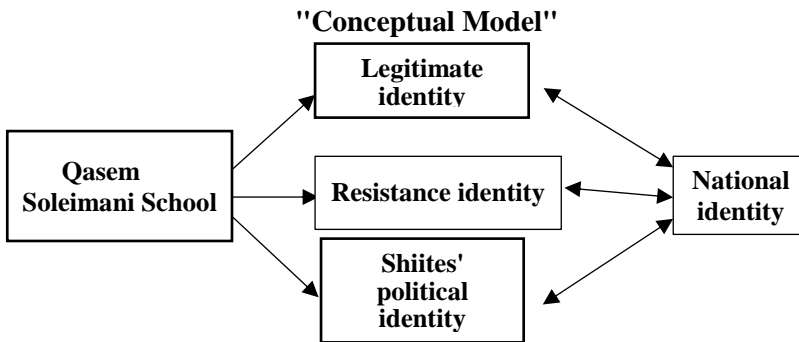 "Conceptual Model"
Legitimate
identity
Qasem
Soleimani School
Resistance identity
National
identity
Shiites'
political
identity